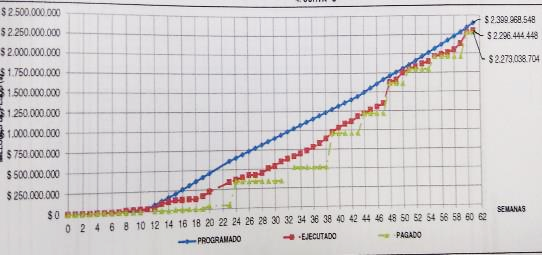 $ 2.500.000.000
$ 2.250.000.000
$ 2.000.000.000
$ 1.750.000.000
$ 1.500.000.000
$ 1.250.000.000
$ 1.000.000.000
$ 750.000.000
$ 500.000.000
$ 250.000.000
$ 0
$ 2.399.968.548
$ 2.296.444.448
$ 2.273.038.704
0 2 4 6 8 10 12 14 16 18 20 22 24 26 28 30 32 34 36 38 40 42 44 46 48 50 52 54 56 58 60 62
SEMANAS
PROGRAMADO
EJECUTADO
PAGADO